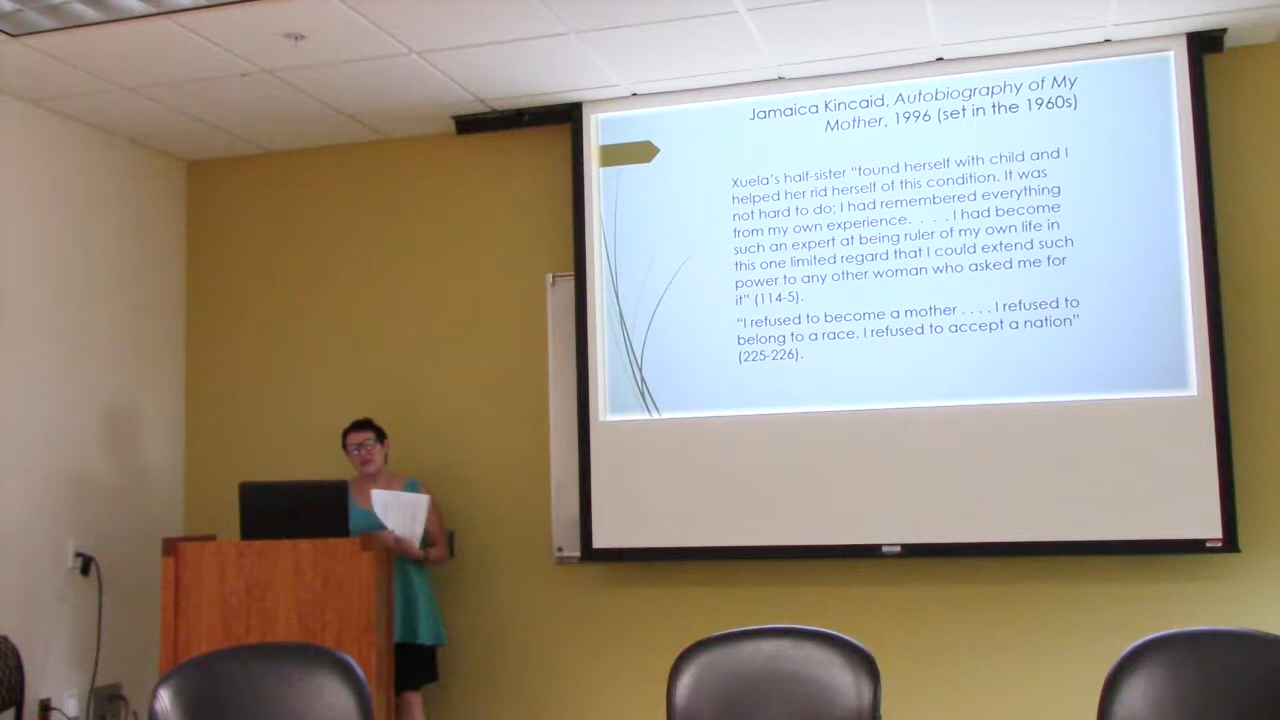 Jamaica Kincaid, Autobiography of My
Mother, 1996 (set in the 1960s)
Xuela's half-sister “found herself with child and I
helped her rid herself of this condition. It was
not hard to do; I had remembered everything
from my own experience. . . . I had become
such an expert at being ruler of my own life in
this one limited regard that I could extend such
power to any other woman who asked me for
it” (114-5).
“I refused to become a mother . . . . I refused to
belong to a race. I refused to accept a nation”
(225-226).